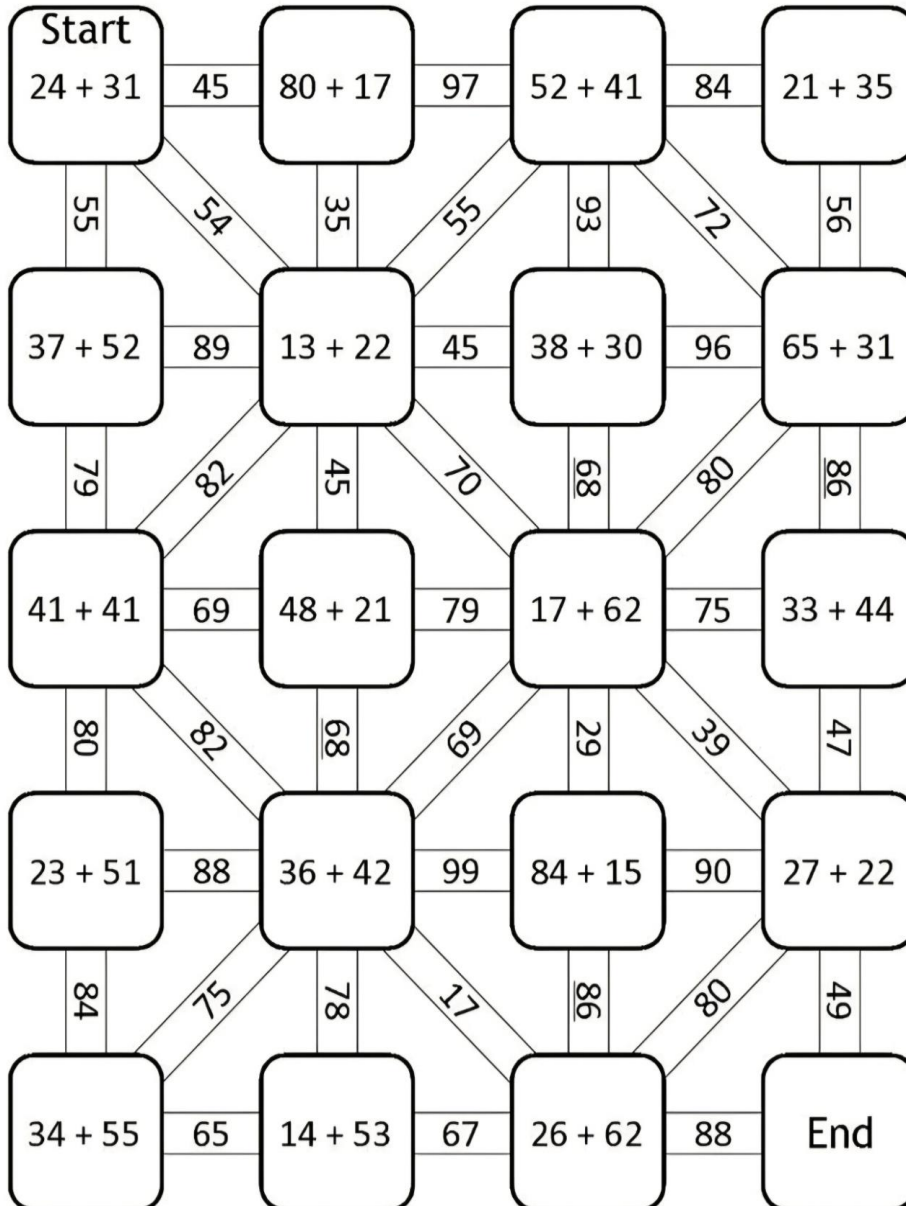 Start
24 + 31 45 80 + 17 97 52 + 41 84 21 + 35
55 54 35 55 93 72 56
37 + 52 89 13 + 22 45 38 + 30 96 65 + 31
79 82 45 70 68 80 86
41 + 41 69 48 + 21 79 17 + 62 75 33 + 44
80 82 68 69 29 39 47
23 + 51 88 36 + 42 99 84 + 15 90 27 + 22
84 75 78 17 86 80 49
34 + 55 65 14 + 53 67 26 + 62 88 End